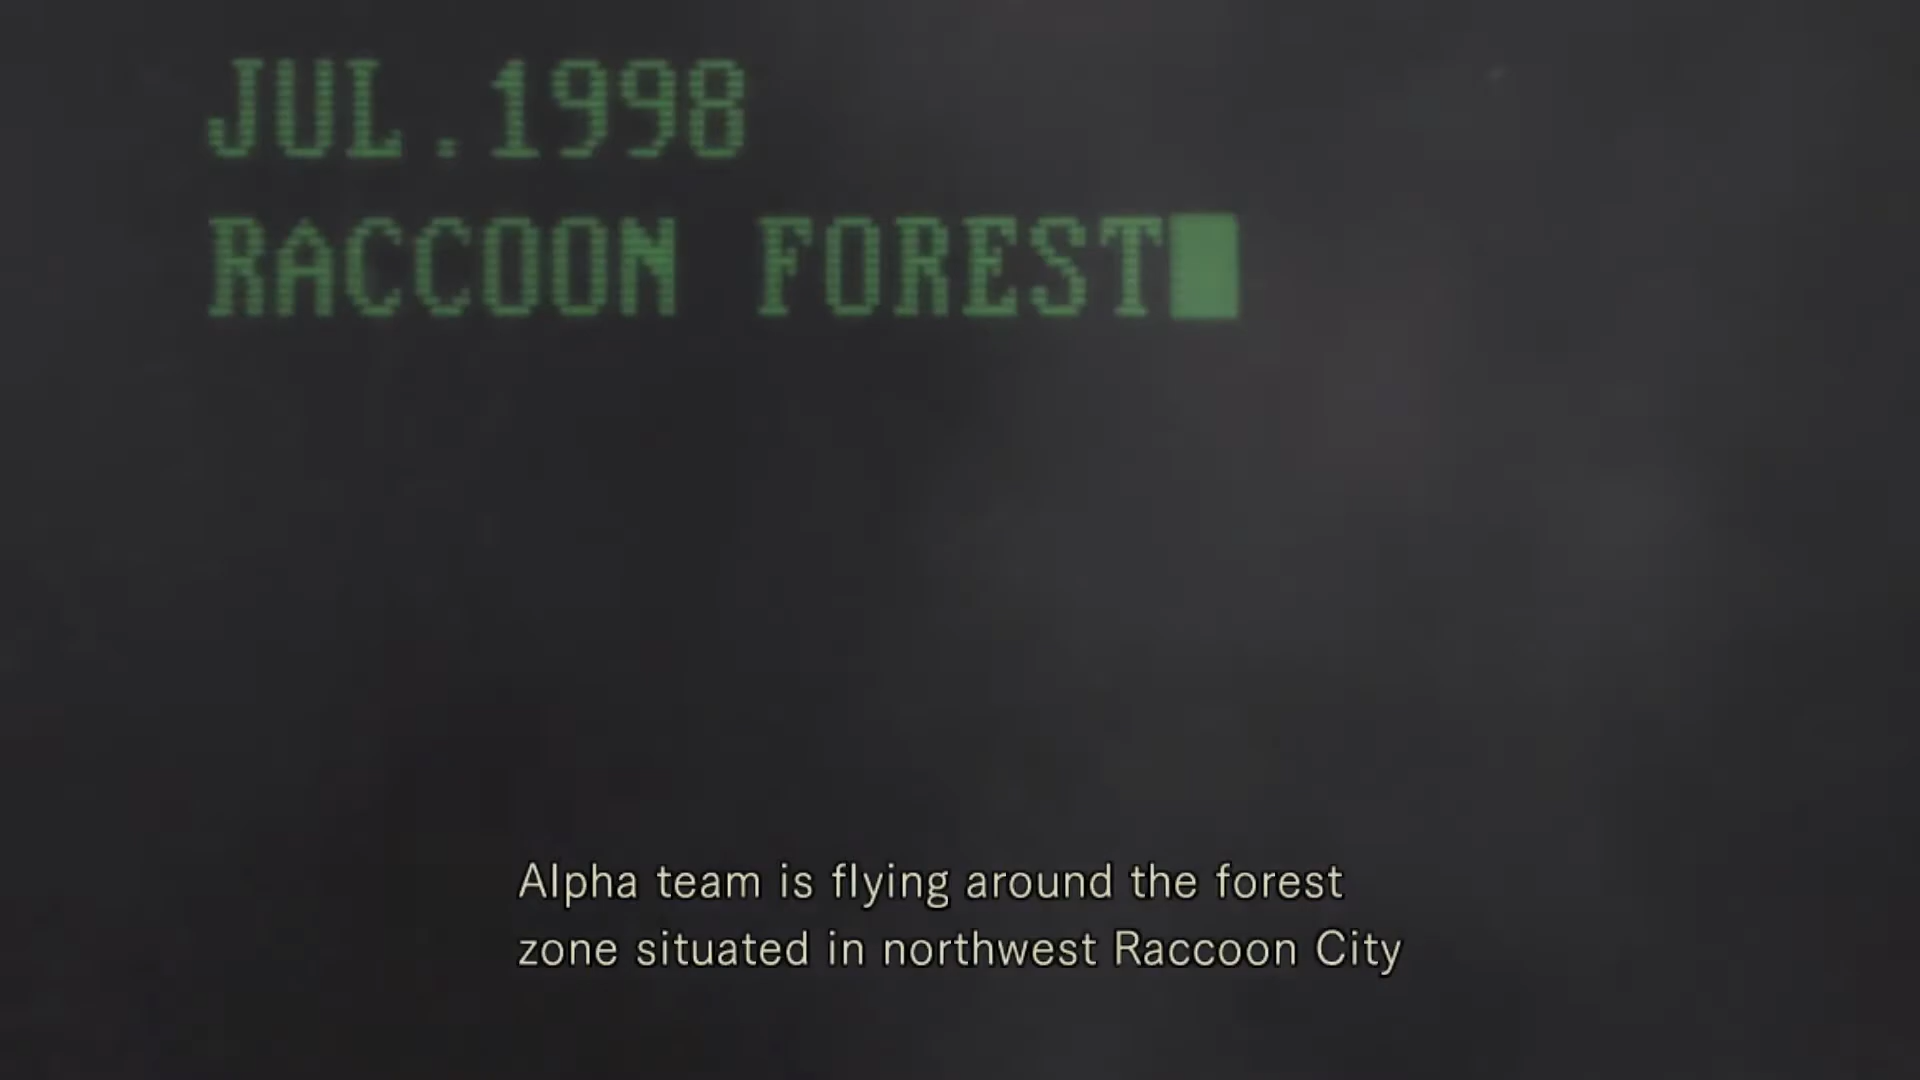 JUL.1998
RACCOON FOREST
Alpha team is flying around the forest
zone situated in northwest Raccoon City